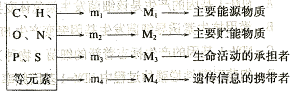 C、H、 → m₁ → M₁ → 主要能源物质
O、N、 → m₂ → M₂ → 主要贮能物质
P、S → m₃ → M₃ → 生命活动的承担者
等元素 → m₄ → M₄ → 遗传信息的携带者